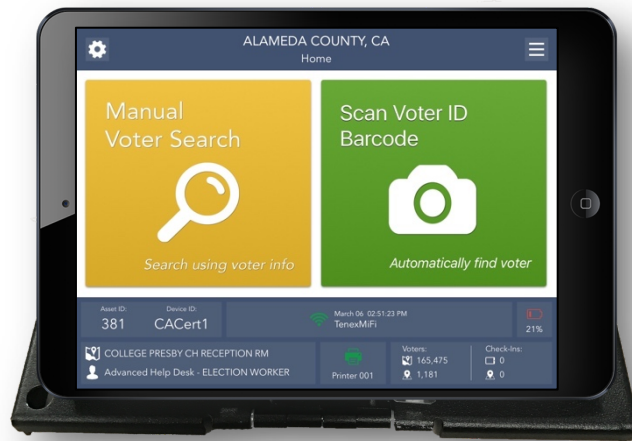 ALAMEDA COUNTY, CA
Home
Manual
Voter Search
Search using voter info
Scan Voter ID
Barcode
Automatically find voter
Asset ID:
381
Device ID:
CACert1
March 06 02:51:23 PM
TenexMiFi
21%
COLLEGE PRESBY CH RECEPTION RM
Advanced Help Desk - ELECTION WORKER
Printer 001
Voters:
165,475
1,181
Check-Ins:
0
0